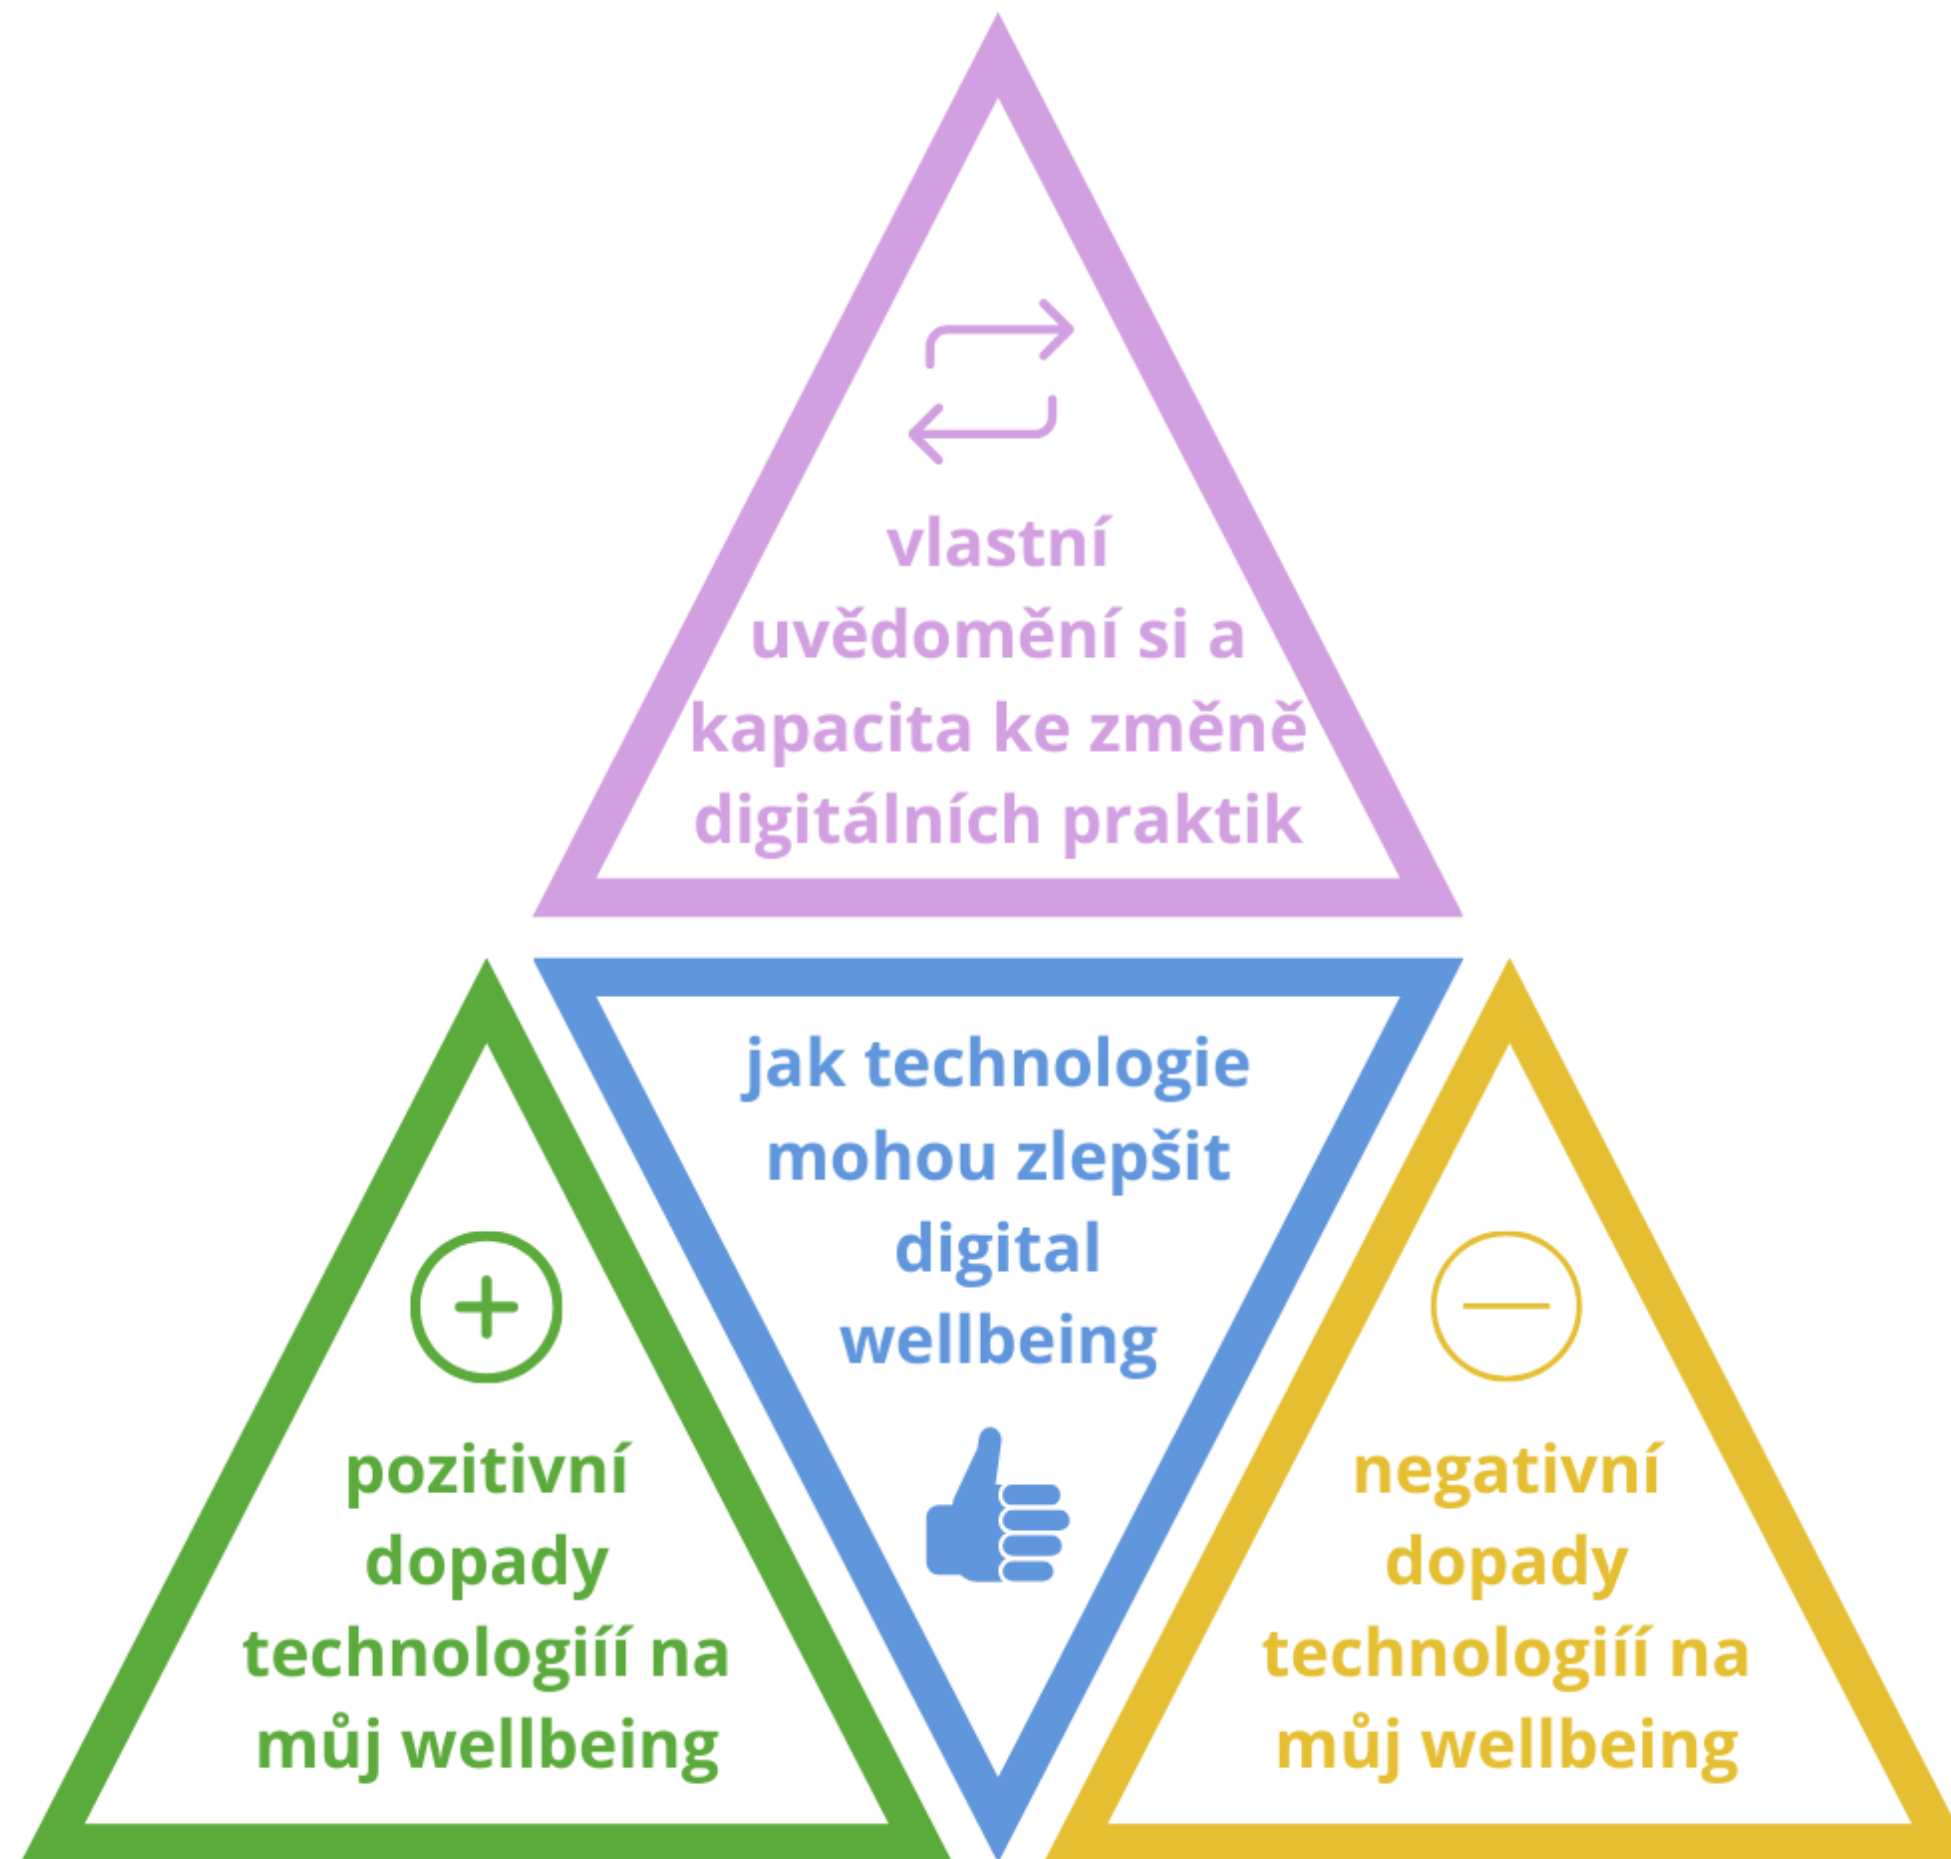 vlastní
uvědomění si a
kapacita ke změně
digitálních praktik
jak technologie
mohou zlepšit
digital
wellbeing
pozitivní
dopady
technologiíí na
můj wellbeing
negativní
dopady
technologiíí na
můj wellbeing